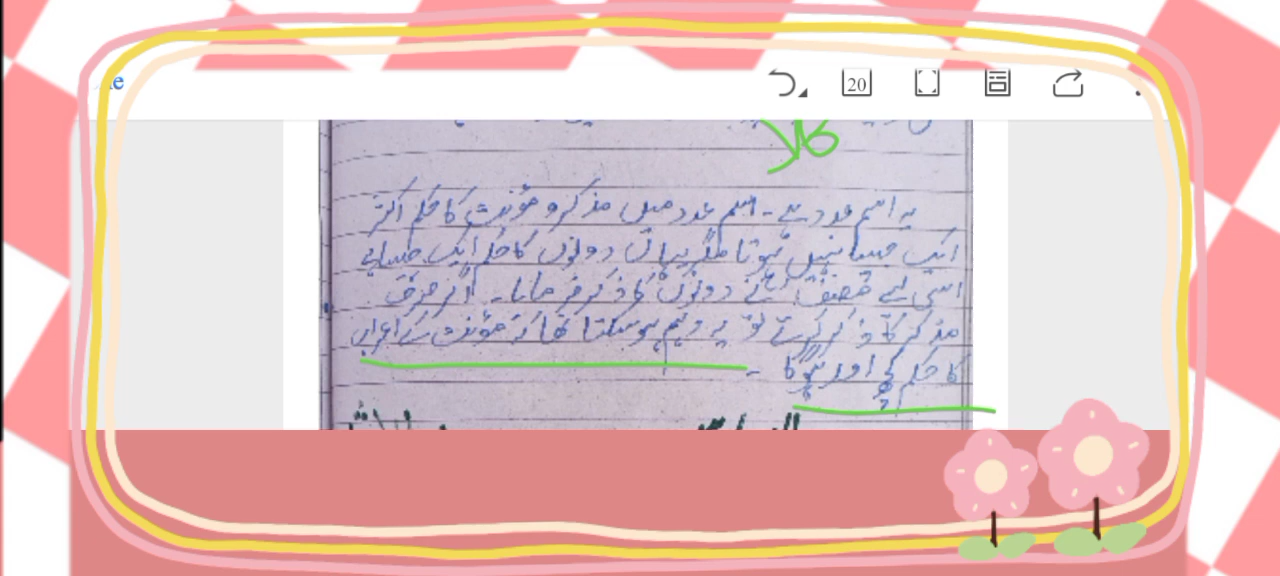 20
یہ اسم عدد ہے ۔ اسم عدد میں مذکر و مؤنث کا حکم اکثر
ایک جیسا نہیں ہوتا مگر یہاں دونوں کا حکم ایک جیسا ہے
اسی لیے مصنفؒ نے دونوں کا ذکر فرمایا ۔ اگر صرف
مذکر کا ذکر کرتے تو یہ وہم ہو سکتا تھا کہ مؤنث کے اعراب
کا حکم کچھ اور ہوگا ۔